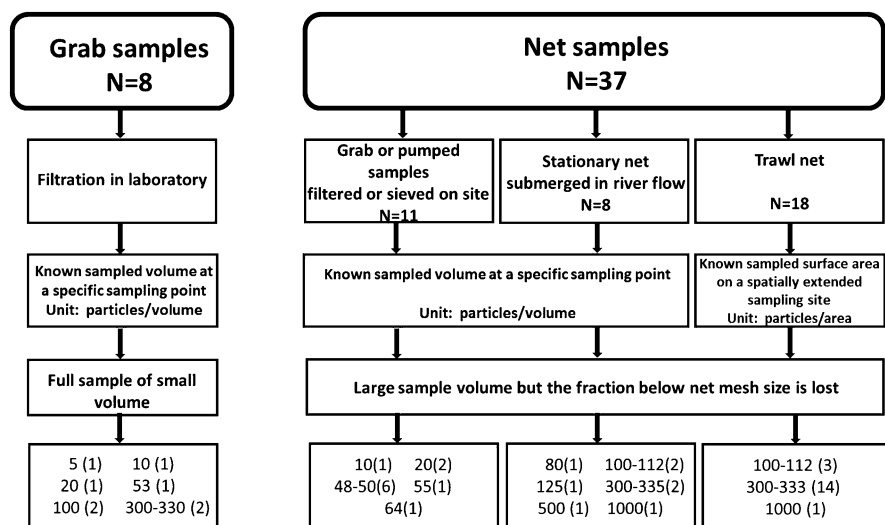 Grab samples
N=8
Filtration in laboratory
Known sampled volume at
a specific sampling point
Unit: particles/volume
Full sample of small
volume
5 (1) 10 (1)
20 (1) 53 (1)
100 (2) 300-330 (2)
Net samples
N=37
Grab or pumped
samples
filtered or sieved on site
N=11
Stationary net
submerged in river flow
N=8
Trawl net
N=18
Known sampled volume at a specific sampling point
Unit: particles/volume
Known sampled surface area
on a spatially extended
sampling site
Unit: particles/area
Large sample volume but the fraction below net mesh size is lost
10(1) 20(2)
48-50(6) 55(1)
64(1)
80(1) 100-112(2)
125(1) 300-335(2)
500 (1) 1000(1)
100-112 (3)
300-333 (14)
1000 (1)